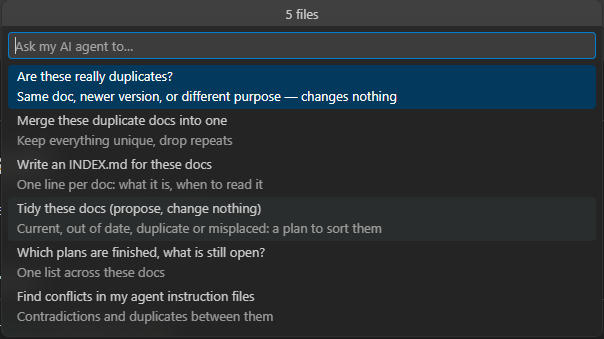 5 files
Ask my AI agent to...
Are these really duplicates?
Same doc, newer version, or different purpose — changes nothing
Merge these duplicate docs into one
Keep everything unique, drop repeats
Write an INDEX.md for these docs
One line per doc: what it is, when to read it
Tidy these docs (propose, change nothing)
Current, out of date, duplicate or misplaced: a plan to sort them
Which plans are finished, what is still open?
One list across these docs
Find conflicts in my agent instruction files
Contradictions and duplicates between them